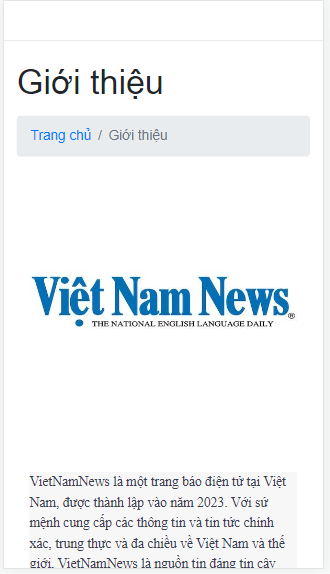 Giới thiệu
Trang chủ / Giới thiệu
Việt Nam News®
THE NATIONAL ENGLISH LANGUAGE DAILY
VietNamNews là một trang báo điện tử tại Việt
Nam, được thành lập vào năm 2023. Với sứ
mệnh cung cấp các thông tin và tin tức chính
xác, trung thực và đa chiều về Việt Nam và thế
giới, VietNamNews là nguồn tin đáng tin cậy